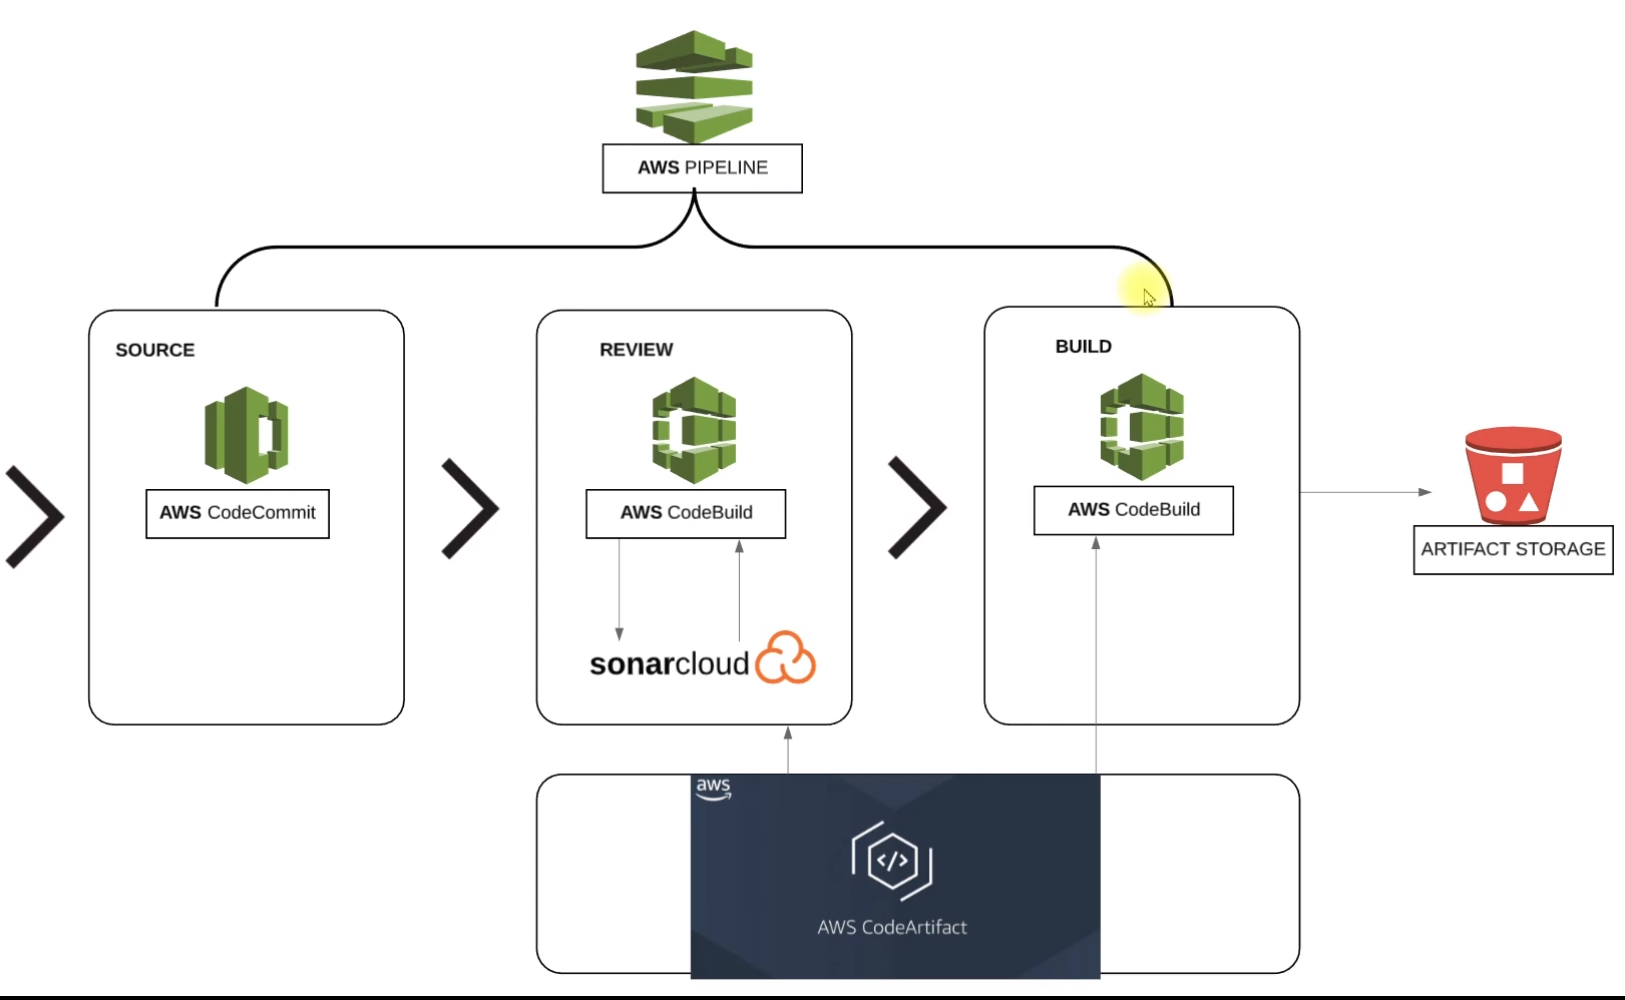 AWS PIPELINE
SOURCE
AWS CodeCommit
REVIEW
AWS CodeBuild
sonarcloud
BUILD
AWS CodeBuild
ARTIFACT STORAGE
aws
</>
AWS CodeArtifact